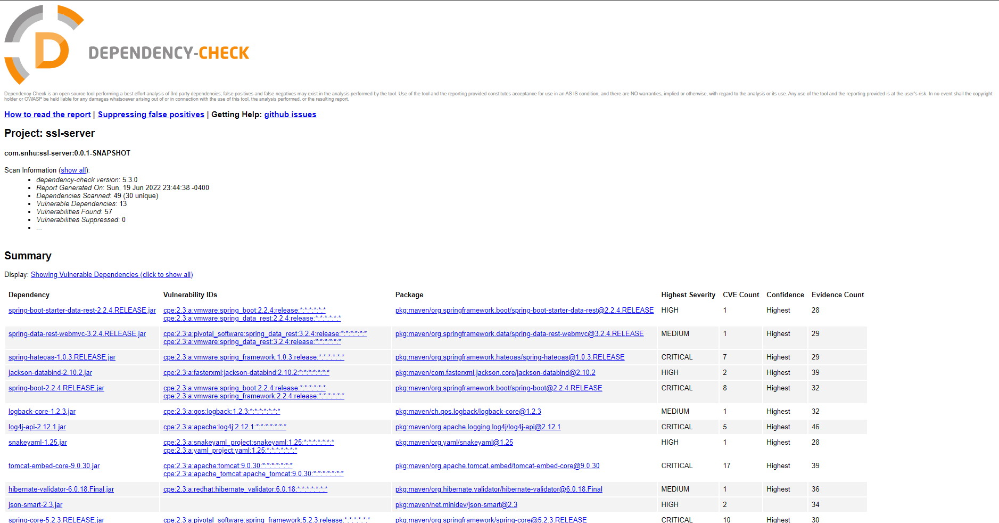 D DEPENDENCY-CHECK
Dependency-Check is an open source tool performing a best effort analysis of 3rd party dependencies; false positives and false negatives may exist in the analysis performed by the tool. Use of the tool and the reporting provided constitutes acceptance for use in an AS IS condition, and there are NO warranties, implied or otherwise, with regard to the analysis or its use. Any use of the tool and the reporting provided is at the user's risk. In no event shall the copyright
holder or OWASP be held liable for any damages whatsoever arising out of or in connection with the use of this tool, the analysis performed, or the resulting report.
How to read the report | Suppressing false positives | Getting Help: github issues
Project: ssl-server
com.snhu:ssl-server:0.0.1-SNAPSHOT
Scan Information (show all):
• dependency-check version: 5.3.0
• Report Generated On: Sun, 19 Jun 2022 23:44:38 -0400
• Dependencies Scanned: 49 (30 unique)
• Vulnerable Dependencies: 13
• Vulnerabilities Found: 57
• Vulnerabilities Suppressed: 0
• ...
Summary
Display: Showing Vulnerable Dependencies (click to show all)
Dependency Vulnerability IDs Package Highest Severity CVE Count Confidence Evidence Count
spring-boot-starter-data-rest-2.2.4.RELEASE.jar cpe:2.3:a:vmware:spring_boot:2.2.4:release:*:*:*:*:*:* pkg:maven/org.springframework.boot/spring-boot-starter-data-rest@2.2.4.RELEASE HIGH 1 Highest 28
cpe:2.3:a:vmware:spring_data_rest:2.2.4:release:*:*:*:*:*:*
spring-data-rest-webmvc-3.2.4.RELEASE.jar cpe:2.3:a:pivotal_software:spring_data_rest:3.2.4:release:*:*:*:*:*:* pkg:maven/org.springframework.data/spring-data-rest-webmvc@3.2.4.RELEASE MEDIUM 1 Highest 29
cpe:2.3:a:vmware:spring_data_rest:3.2.4:release:*:*:*:*:*:*
spring-hateoas-1.0.3.RELEASE.jar cpe:2.3:a:vmware:spring_framework:1.0.3:release:*:*:*:*:*:* pkg:maven/org.springframework.hateoas/spring-hateoas@1.0.3.RELEASE CRITICAL 7 Highest 29
jackson-databind-2.10.2.jar cpe:2.3:a:fasterxml:jackson-databind:2.10.2:*:*:*:*:*:*:* pkg:maven/com.fasterxml.jackson.core/jackson-databind@2.10.2 HIGH 2 Highest 39
spring-boot-2.2.4.RELEASE.jar cpe:2.3:a:vmware:spring_boot:2.2.4:release:*:*:*:*:*:* pkg:maven/org.springframework.boot/spring-boot@2.2.4.RELEASE CRITICAL 8 Highest 32
cpe:2.3:a:vmware:spring_framework:2.2.4:release:*:*:*:*:*:*
logback-core-1.2.3.jar cpe:2.3:a:qos:logback:1.2.3:*:*:*:*:*:*:* pkg:maven/ch.qos.logback/logback-core@1.2.3 MEDIUM 1 Highest 32
log4j-api-2.12.1.jar cpe:2.3:a:apache:log4j:2.12.1:*:*:*:*:*:*:* pkg:maven/org.apache.logging.log4j/log4j-api@2.12.1 CRITICAL 5 Highest 46
snakeyaml-1.25.jar cpe:2.3:a:snakeyaml_project:snakeyaml:1.25:*:*:*:*:*:*:* pkg:maven/org.yaml/snakeyaml@1.25 HIGH 1 Highest 28
cpe:2.3:a:yaml_project:yaml:1.25:*:*:*:*:*:*:*
tomcat-embed-core-9.0.30.jar cpe:2.3:a:apache:tomcat:9.0.30:*:*:*:*:*:*:* pkg:maven/org.apache.tomcat.embed/tomcat-embed-core@9.0.30 CRITICAL 17 Highest 39
cpe:2.3:a:apache_tomcat:apache_tomcat:9.0.30:*:*:*:*:*:*:*
hibernate-validator-6.0.18.Final.jar cpe:2.3:a:redhat:hibernate_validator:6.0.18:*:*:*:*:*:*:* pkg:maven/org.hibernate.validator/hibernate-validator@6.0.18.Final MEDIUM 1 Highest 36
json-smart-2.3.jar pkg:maven/net.minidev/json-smart@2.3 HIGH 2 34
spring-core-5.2.3.RELEASE.jar cpe:2.3:a:pivotal_software:spring_framework:5.2.3:release:*:*:*:*:*:* pkg:maven/org.springframework/spring-core@5.2.3.RELEASE CRITICAL 10 Highest 30